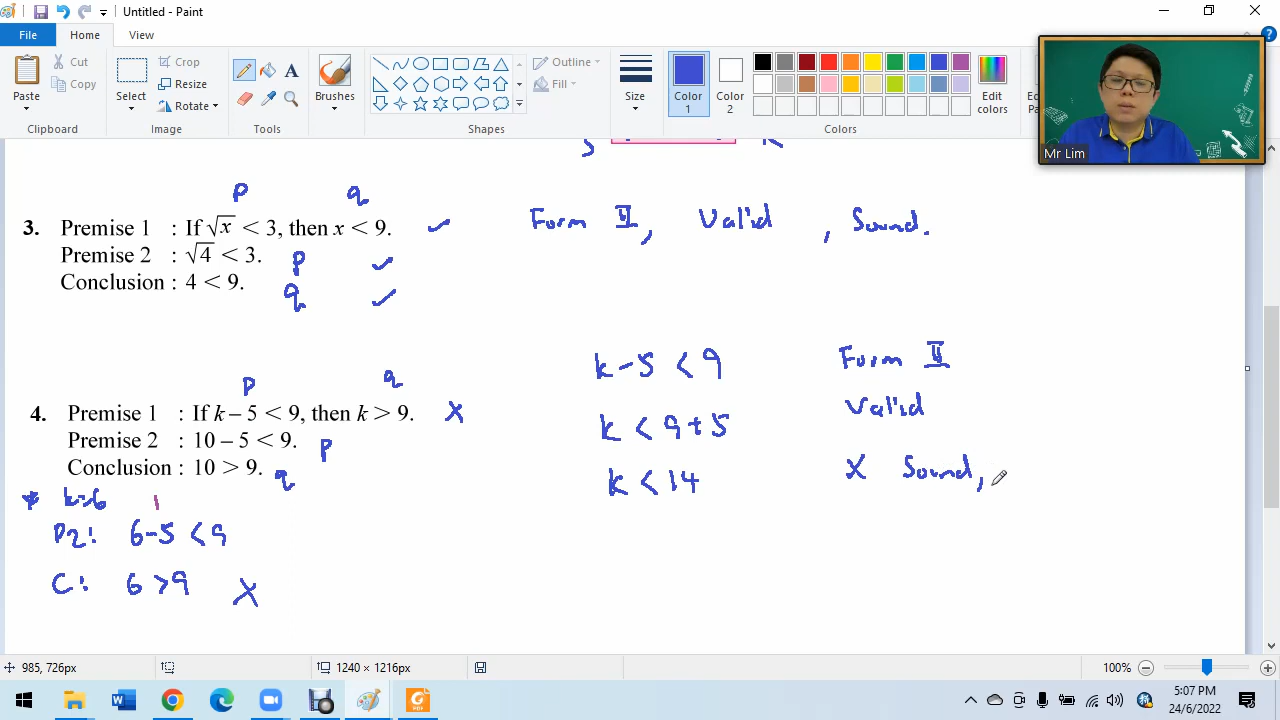 Untitled - Paint
File Home View
Paste Cut Copy Clipboard
Select Crop Resize Rotate Image
Tools
Brushes
Outline Fill Shapes
Size
Color 1 Color 2 Edit colors Colors
Mr Lim
p q
3. Premise 1 : If √x < 3, then x < 9. ✓ Form II, Valid, Sound.
Premise 2 : √4 < 3. p ✓
Conclusion : 4 < 9. q ✓
p q
4. Premise 1 : If k – 5 < 9, then k > 9. X
Premise 2 : 10 – 5 < 9. p
Conclusion : 10 > 9. q
* k=6
P2: 6-5 < 9
C: 6 > 9 X
k-5 < 9
k < 9+5
k < 14
Form II
Valid
X Sound,
985, 726px 1240 × 1216px 100%
5:07 PM
24/6/2022